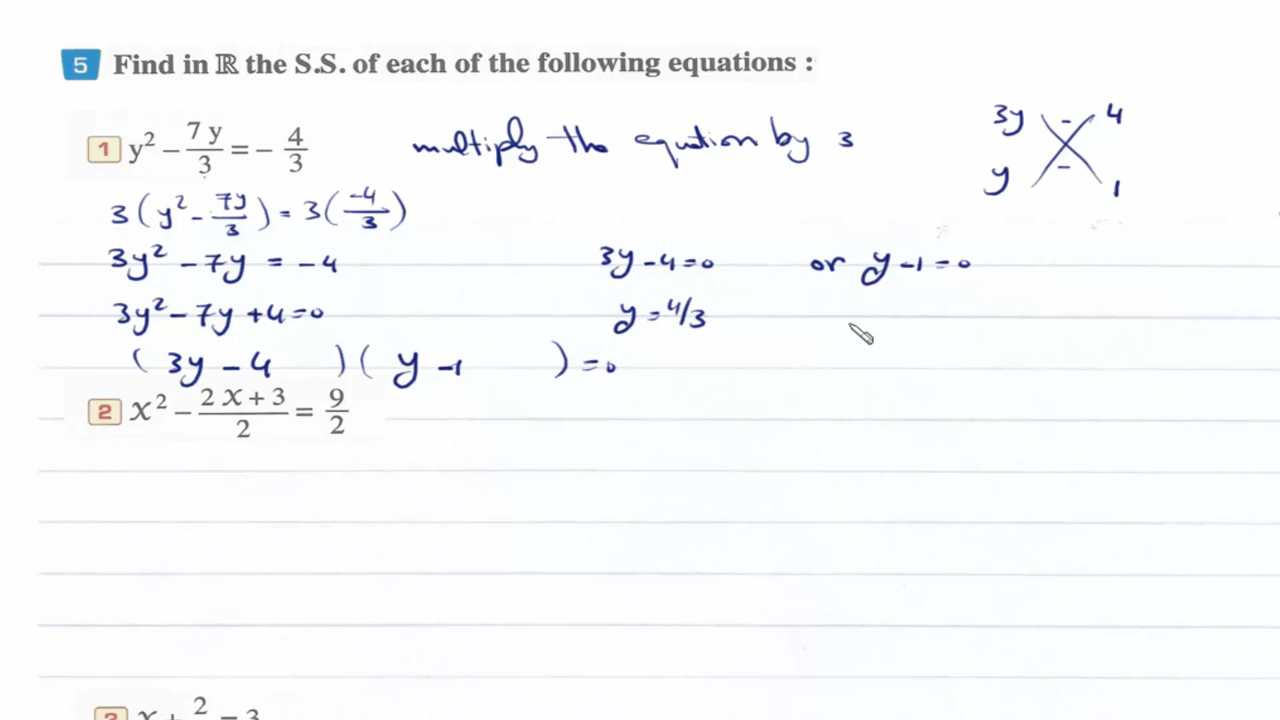 5 Find in ℝ the S.S. of each of the following equations :
1 y² - 7y/3 = - 4/3
multiply the equation by 3
3y - 4
y - 1
3(y² - 7y/3) = 3(-4/3)
3y² - 7y = -4
3y - 4 = 0 or y - 1 = 0
3y² - 7y + 4 = 0
y = 4/3
(3y - 4)(y - 1) = 0
2 x² - (2x + 3)/2 = 9/2